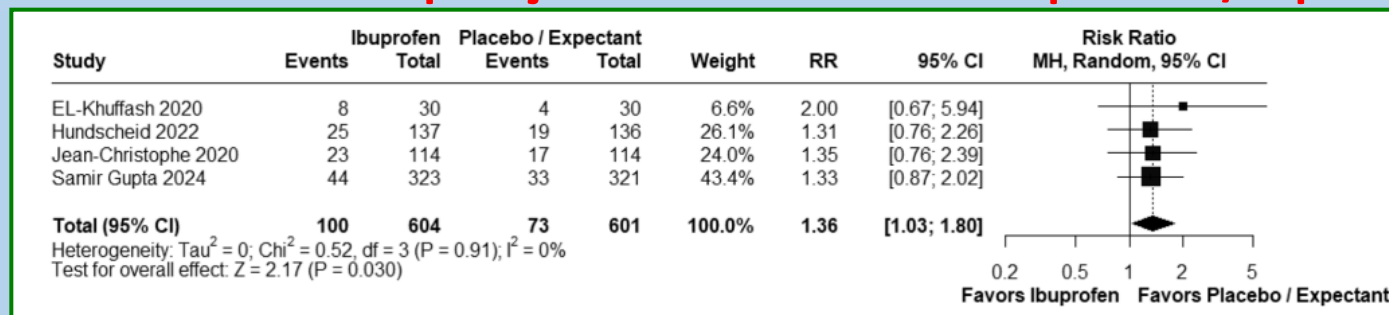 Ibuprofen Placebo / Expectant Risk Ratio
Study Events Total Events Total Weight RR 95% CI MH, Random, 95% CI
EL-Khuffash 2020 8 30 4 30 6.6% 2.00 [0.67; 5.94]
Hundscheid 2022 25 137 19 136 26.1% 1.31 [0.76; 2.26]
Jean-Christophe 2020 23 114 17 114 24.0% 1.35 [0.76; 2.39]
Samir Gupta 2024 44 323 33 321 43.4% 1.33 [0.87; 2.02]
Total (95% CI) 100 604 73 601 100.0% 1.36 [1.03; 1.80]
Heterogeneity: Tau² = 0; Chi² = 0.52, df = 3 (P = 0.91); I² = 0%
Test for overall effect: Z = 2.17 (P = 0.030)
0.2 0.5 1 2 5
Favors Ibuprofen Favors Placebo / Expectant